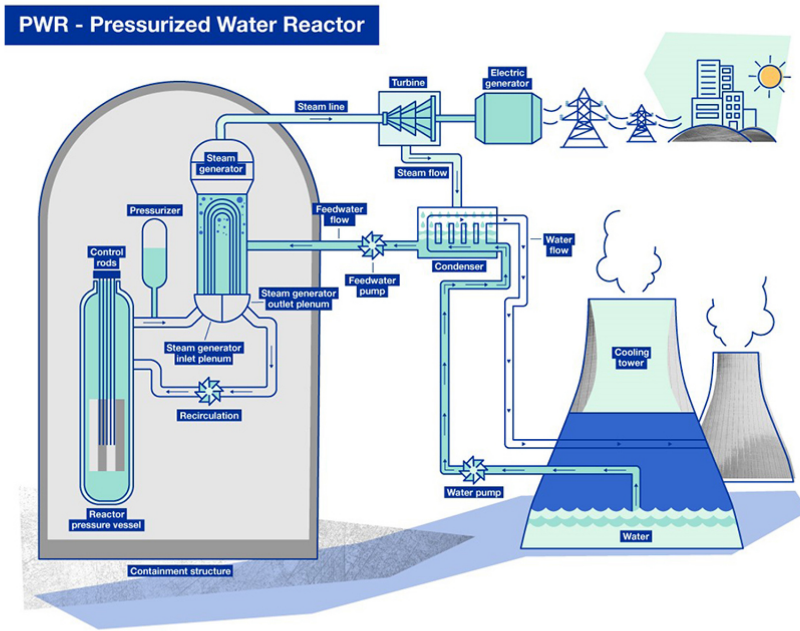 PWR - Pressurized Water Reactor
Turbine
Electric
generator
Steam line
Steam
generator
Steam flow
Pressurizer
Feedwater
flow
Control
rods
Water
flow
Condenser
Feedwater
pump
Steam generator
outlet plenum
Steam generator
inlet plenum
Cooling
tower
Recirculation
Water pump
Reactor
pressure vessel
Water
Containment structure